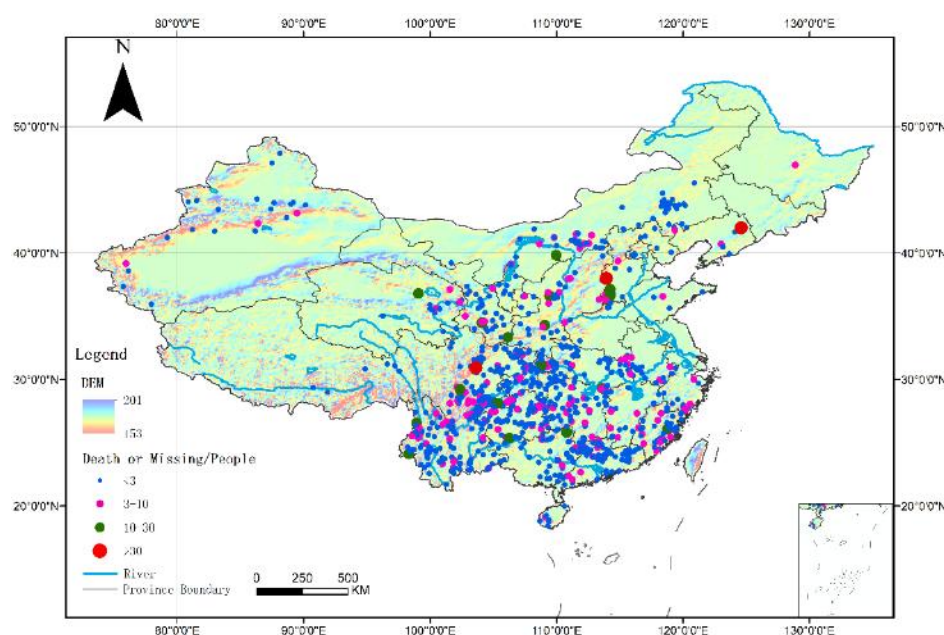 80°0'0"E 90°0'0"E 100°0'0"E 110°0'0"E 120°0'0"E 130°0'0"E
N
50°0'0"N 50°0'0"N
40°0'0"N 40°0'0"N
30°0'0"N 30°0'0"N
20°0'0"N 20°0'0"N
Legend
DEM
201
Death or Missing/People
<3
3-10
10-30
>30
River
Province Boundary
0 250 500
KM
80°0'0"E 90°0'0"E 100°0'0"E 110°0'0"E 120°0'0"E 130°0'0"E